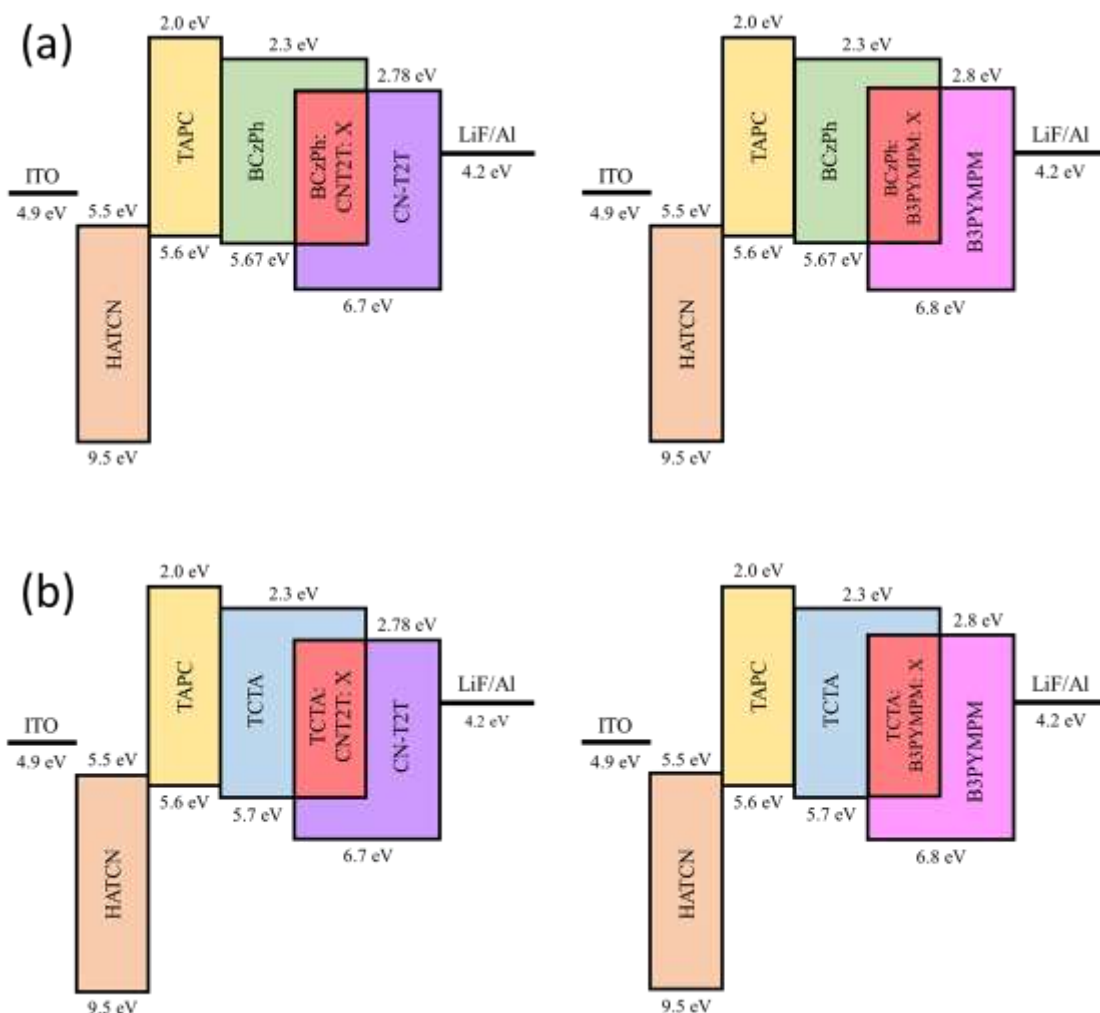 (a)
2.0 eV
2.3 eV
2.78 eV
TAPC
BCzPh
BCzPh:
CNT2T: X
CN-T2T
LiF/Al
4.2 eV
ITO
4.9 eV
5.5 eV
5.6 eV
5.67 eV
6.7 eV
HATCN
9.5 eV
2.0 eV
2.3 eV
2.8 eV
TAPC
BCzPh
BCzPh:
B3PYMPM: X
B3PYMPM
LiF/Al
4.2 eV
ITO
4.9 eV
5.5 eV
5.6 eV
5.67 eV
6.8 eV
HATCN
9.5 eV
(b)
2.0 eV
2.3 eV
2.78 eV
TAPC
TCTA
TCTA:
CNT2T: X
CN-T2T
LiF/Al
4.2 eV
ITO
4.9 eV
5.5 eV
5.6 eV
5.7 eV
6.7 eV
HATCN
9.5 eV
2.0 eV
2.3 eV
2.8 eV
TAPC
TCTA
TCTA:
B3PYMPM: X
B3PYMPM
LiF/Al
4.2 eV
ITO
4.9 eV
5.5 eV
5.6 eV
5.7 eV
6.8 eV
HATCN
9.5 eV